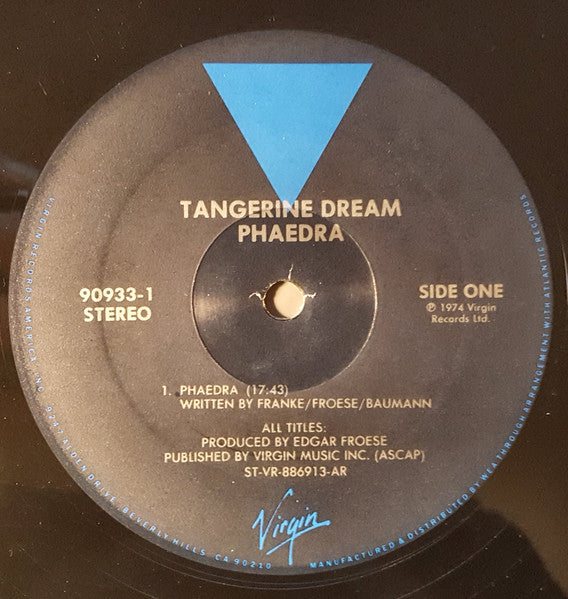 TANGERINE DREAM
PHAEDRA
90933-1
STEREO
SIDE ONE
℗ 1974 Virgin
Records Ltd.
1. PHAEDRA (17:43)
WRITTEN BY FRANKE/FROESE/BAUMANN
ALL TITLES:
PRODUCED BY EDGAR FROESE
PUBLISHED BY VIRGIN MUSIC INC. (ASCAP)
ST-VR-886913-AR
Virgin
VIRGIN RECORDS AMERICA, INC. 9247 ALDEN DRIVE, BEVERLY HILLS, CA 90210
MANUFACTURED & DISTRIBUTED BY WEA THROUGH ARRANGEMENT WITH ATLANTIC RECORDS